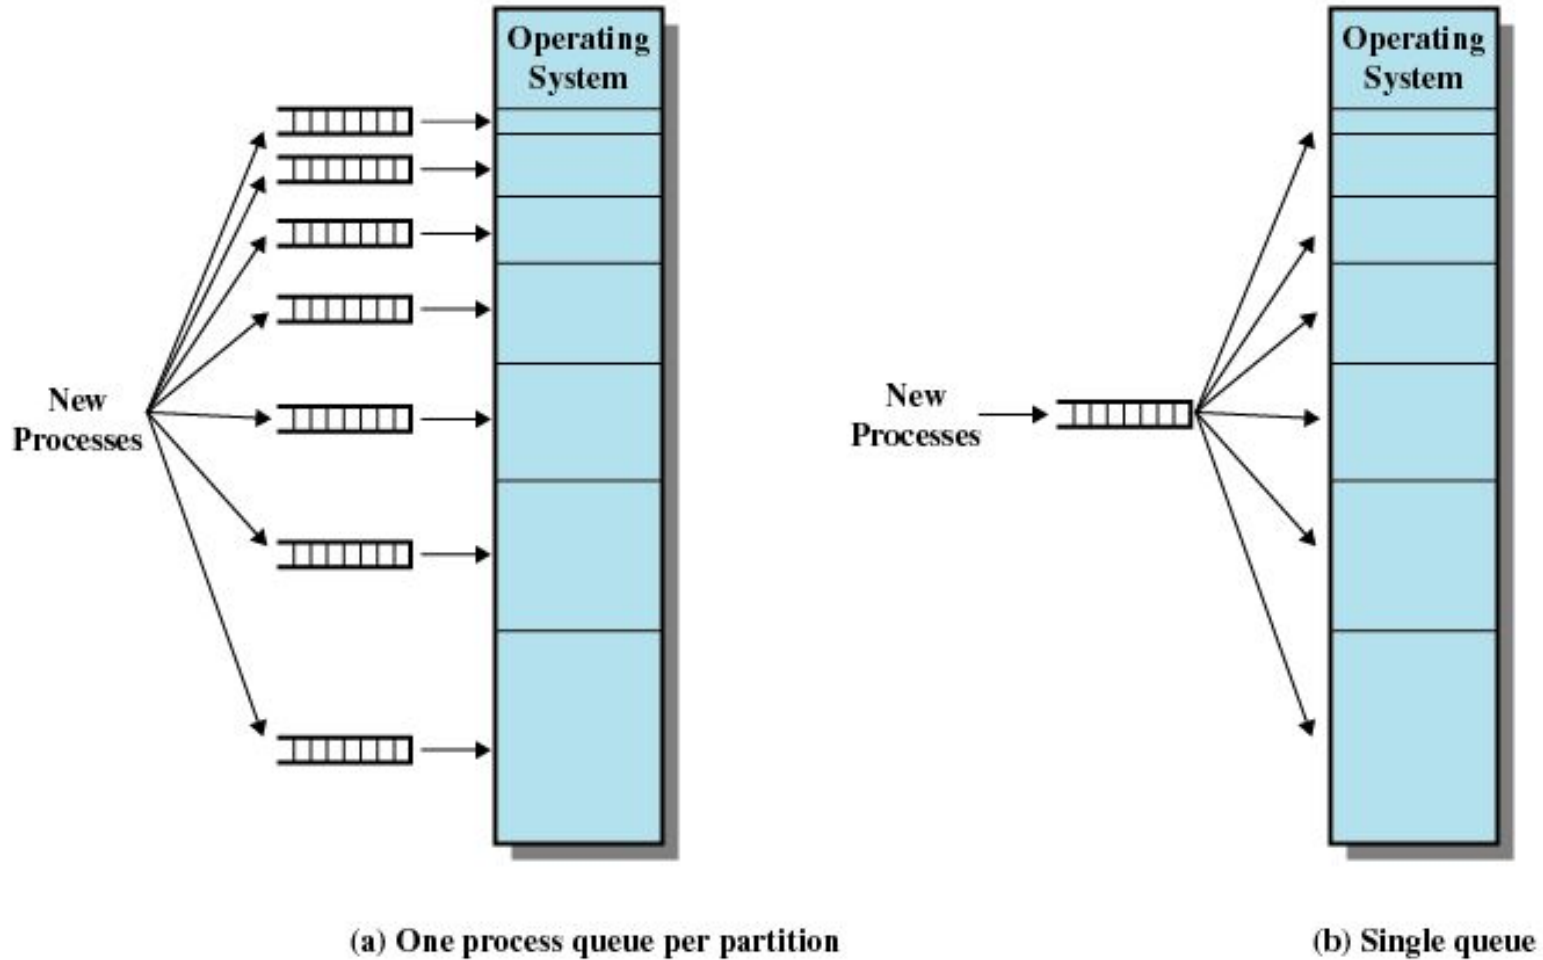 Operating
System
New
Processes
(a) One process queue per partition
Operating
System
New
Processes
(b) Single queue